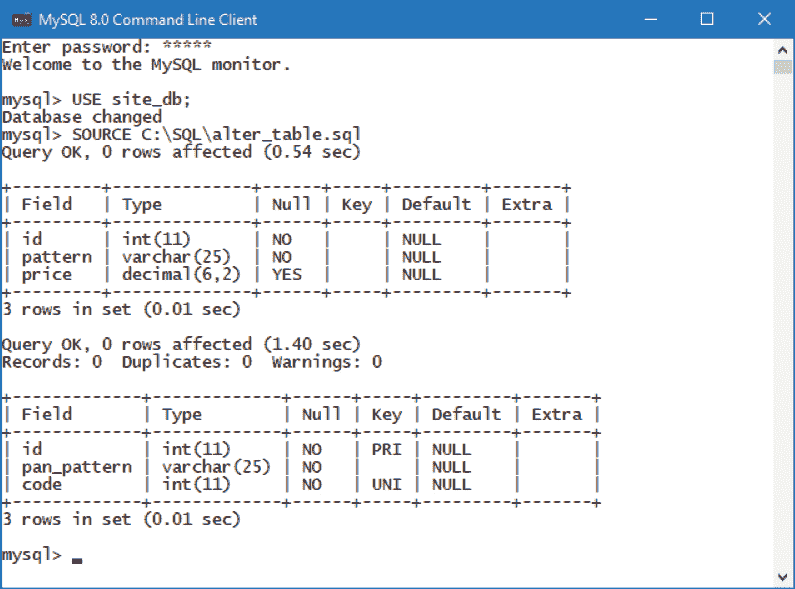 MySQL 8.0 Command Line Client
Enter password: *****
Welcome to the MySQL monitor.
mysql> USE site_db;
Database changed
mysql> SOURCE C:\SQL\alter_table.sql
Query OK, 0 rows affected (0.54 sec)
+---------+--------------+------+-----+---------+-------+
| Field   | Type         | Null | Key | Default | Extra |
+---------+--------------+------+-----+---------+-------+
| id      | int(11)      | NO   |     | NULL    |       |
| pattern | varchar(25)  | NO   |     | NULL    |       |
| price   | decimal(6,2) | YES  |     | NULL    |       |
+---------+--------------+------+-----+---------+-------+
3 rows in set (0.01 sec)
Query OK, 0 rows affected (1.40 sec)
Records: 0  Duplicates: 0  Warnings: 0
+-------------+-------------+------+-----+---------+-------+
| Field       | Type        | Null | Key | Default | Extra |
+-------------+-------------+------+-----+---------+-------+
| id          | int(11)     | NO   | PRI | NULL    |       |
| pan_pattern | varchar(25) | NO   |     | NULL    |       |
| code        | int(11)     | NO   | UNI | NULL    |       |
+-------------+-------------+------+-----+---------+-------+
3 rows in set (0.01 sec)
mysql> _